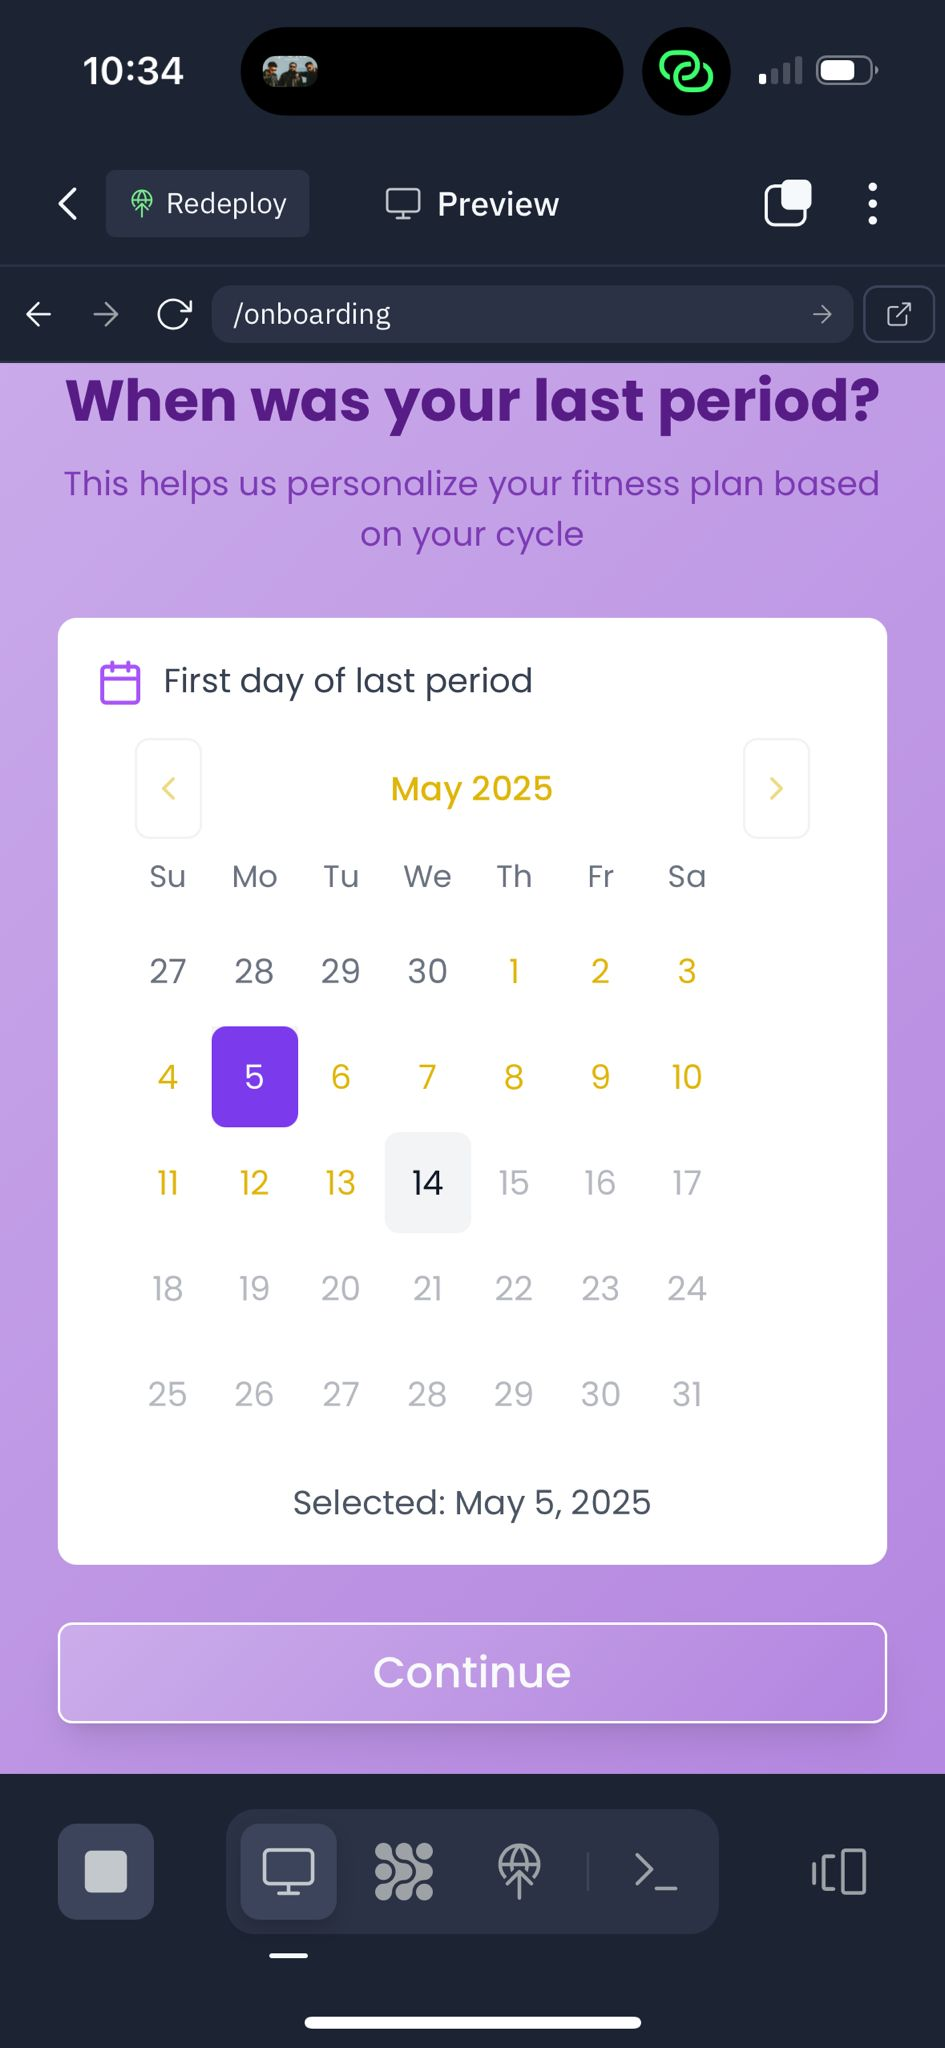 10:34
Redeploy
Preview
/onboarding
When was your last period?
This helps us personalize your fitness plan based
on your cycle
First day of last period
May 2025
Su Mo Tu We Th Fr Sa
27 28 29 30 1 2 3
4 5 6 7 8 9 10
11 12 13 14 15 16 17
18 19 20 21 22 23 24
25 26 27 28 29 30 31
Selected: May 5, 2025
Continue